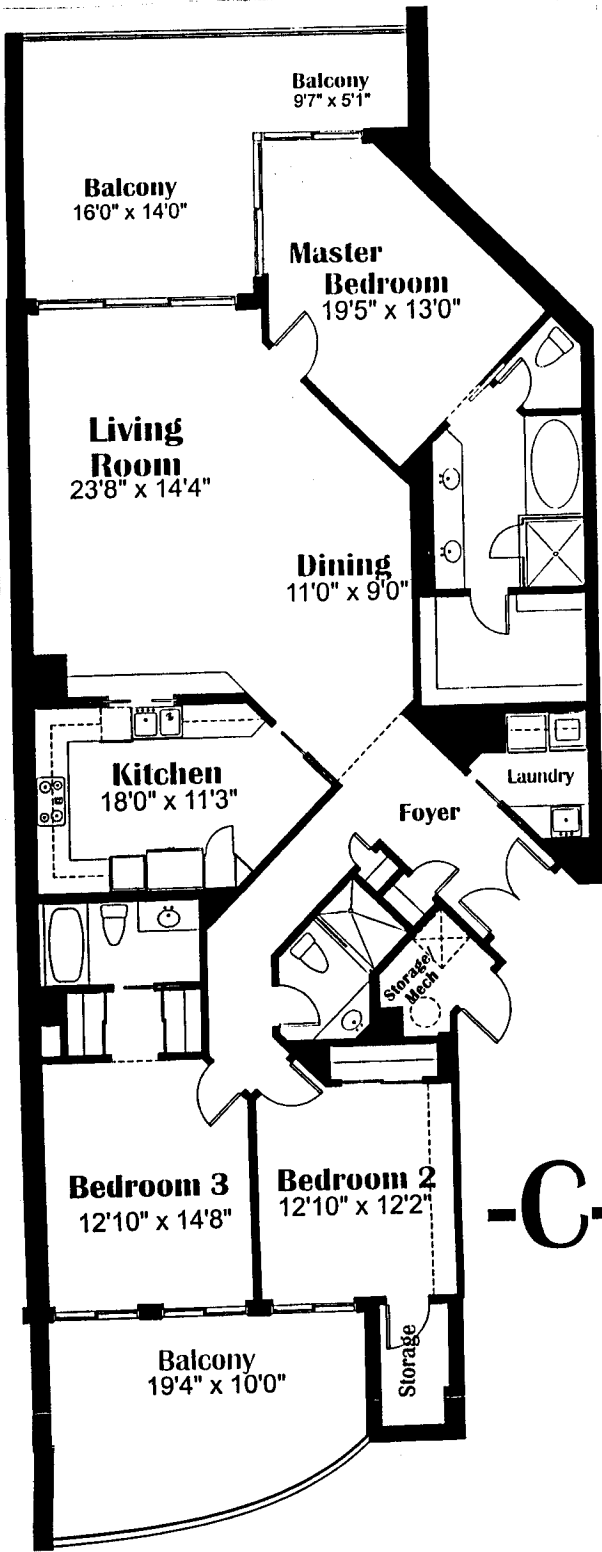 Balcony
9'7" x 5'1"
Balcony
16'0" x 14'0"
Master
Bedroom
19'5" x 13'0"
Living
Room
23'8" x 14'4"
Dining
11'0" x 9'0"
Kitchen
18'0" x 11'3"
Laundry
Foyer
Storage/
Mech
Bedroom 3
12'10" x 14'8"
Bedroom 2
12'10" x 12'2"
-C-
Balcony
19'4" x 10'0"
Storage